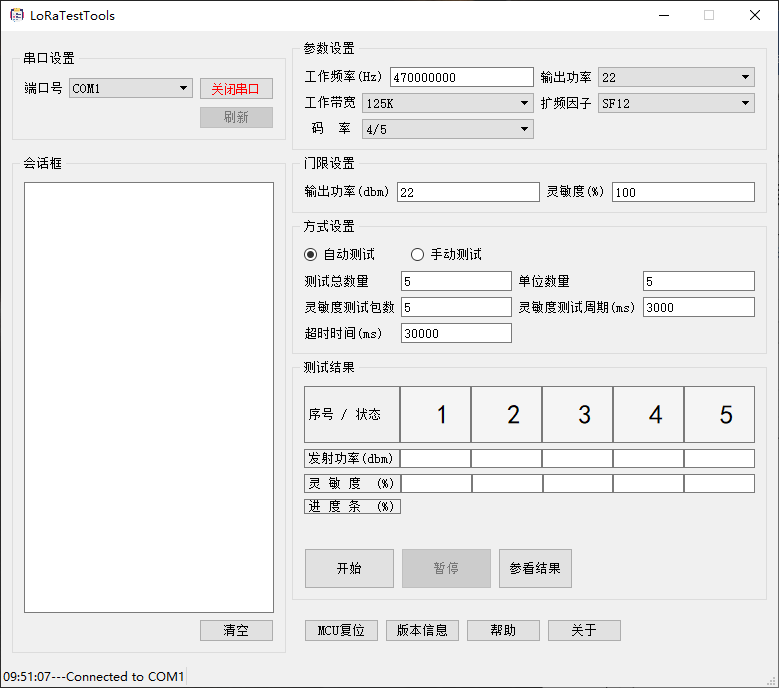 LoRaTestTools
串口设置
端口号 COM1 关闭串口
刷新
会话框
清空
参数设置
工作频率(Hz) 470000000 输出功率 22
工作带宽 125K 扩频因子 SF12
码 率 4/5
门限设置
输出功率(dbm) 22 灵敏度(%) 100
方式设置
自动测试 手动测试
测试总数量 5 单位数量 5
灵敏度测试包数 5 灵敏度测试周期(ms) 3000
超时时间(ms) 30000
测试结果
序号 / 状态 1 2 3 4 5
发射功率(dbm)
灵 敏 度 (%)
进 度 条 (%)
开始 暂停 参看结果
MCU复位 版本信息 帮助 关于
09:51:07---Connected to COM1